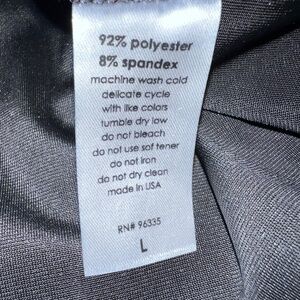 92% polyester
8% spandex
machine wash cold
delicate cycle
with like colors
tumble dry low
do not bleach
do not use sof tener
do not iron
do not dry clean
made in USA
RN# 96335
L